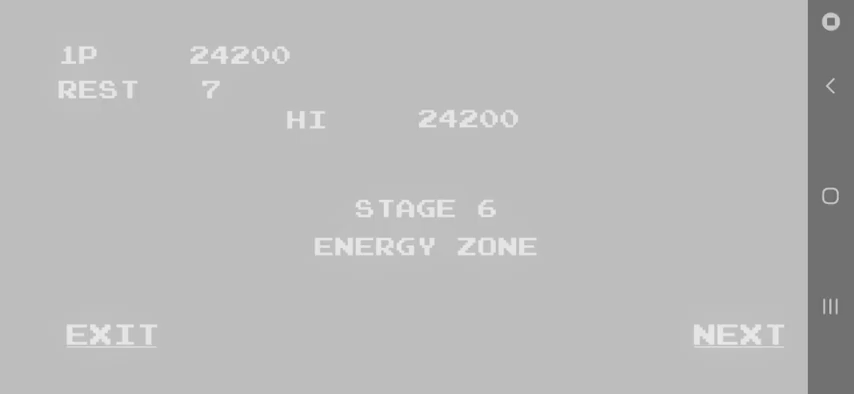 1P 24200
REST 7
HI 24200
STAGE 6
ENERGY ZONE
EXIT NEXT